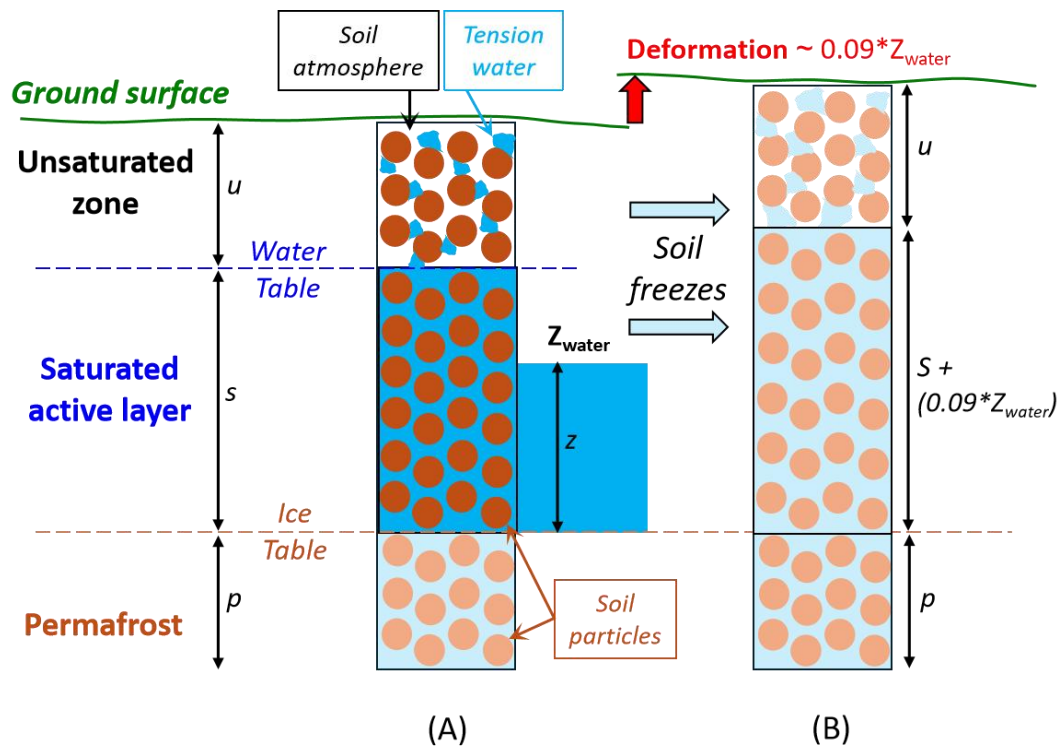 Soil
atmosphere
Tension
water
Deformation ~ 0.09*Zwater
Ground surface
Unsaturated
zone
u
u
Water
Table
Soil
freezes
Zwater
Saturated
active layer
s
z
S +
(0.09*Zwater)
Ice
Table
p
p
Permafrost
Soil
particles
(A)
(B)